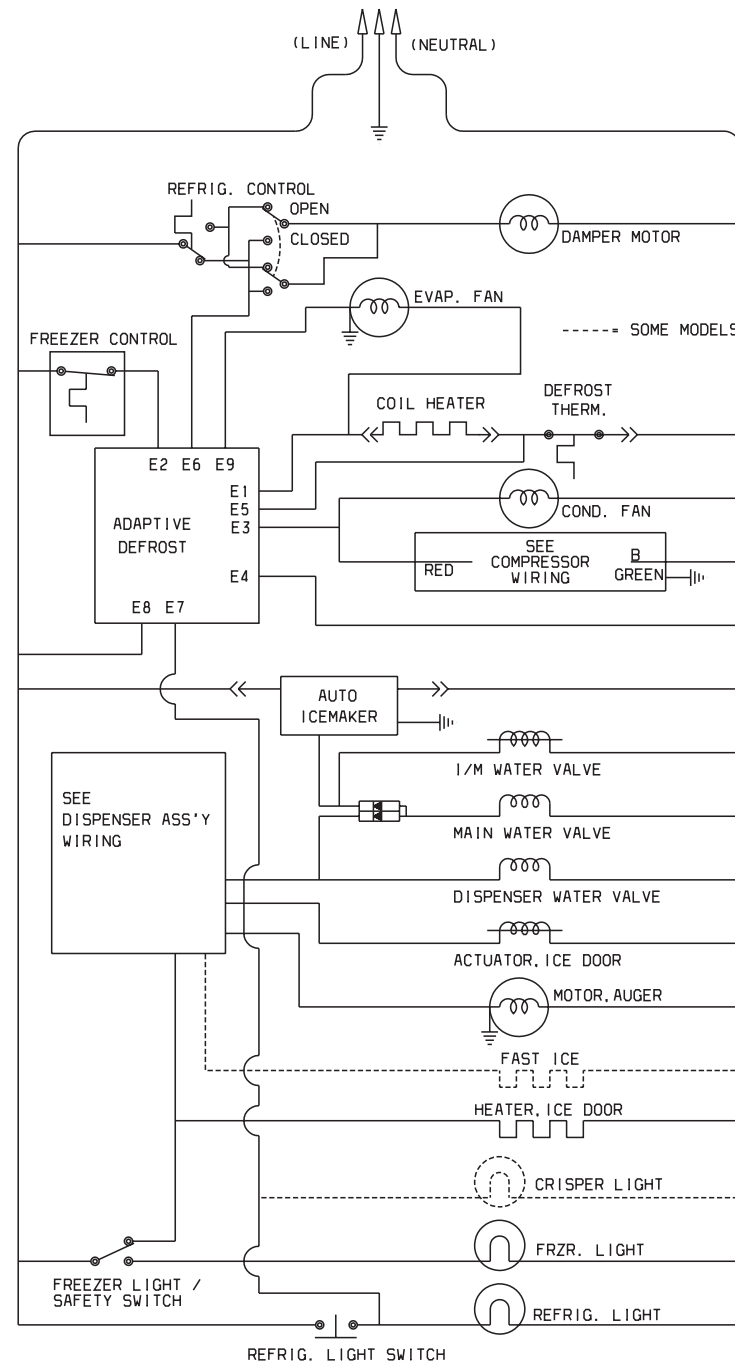 (LINE)
(NEUTRAL)
REFRIG. CONTROL
OPEN
CLOSED
DAMPER MOTOR
EVAP. FAN
-----= SOME MODELS
FREEZER CONTROL
COIL HEATER
DEFROST
THERM.
E2 E6 E9
E1
E5
E3
E4
E8 E7
ADAPTIVE
DEFROST
COND. FAN
SEE
COMPRESSOR
WIRING
RED
B
GREEN
AUTO
ICEMAKER
I/M WATER VALVE
SEE
DISPENSER ASS'Y
WIRING
MAIN WATER VALVE
DISPENSER WATER VALVE
ACTUATOR, ICE DOOR
MOTOR, AUGER
FAST ICE
HEATER, ICE DOOR
CRISPER LIGHT
FRZR. LIGHT
FREEZER LIGHT /
SAFETY SWITCH
REFRIG. LIGHT
REFRIG. LIGHT SWITCH